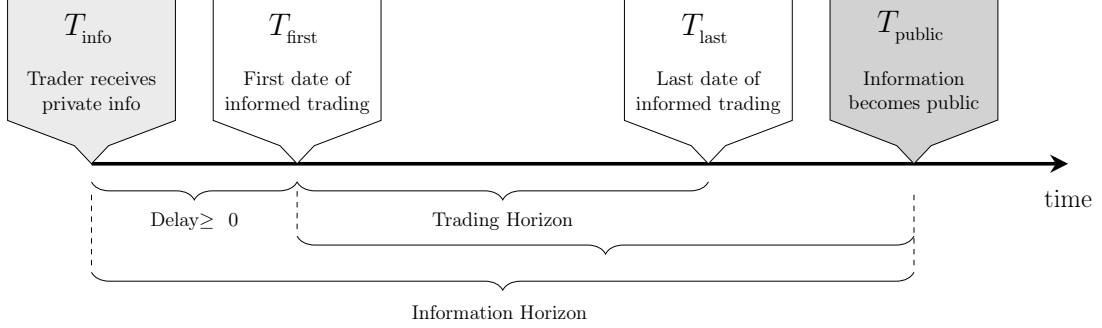 T_info
Trader receives
private info
T_first
First date of
informed trading
T_last
Last date of
informed trading
T_public
Information
becomes public
time
Delay≥ 0
Trading Horizon
Information Horizon